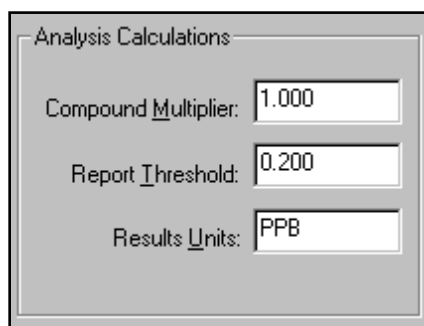 Analysis Calculations
Compound Multiplier: 1.000
Report Threshold: 0.200
Results Units: PPB